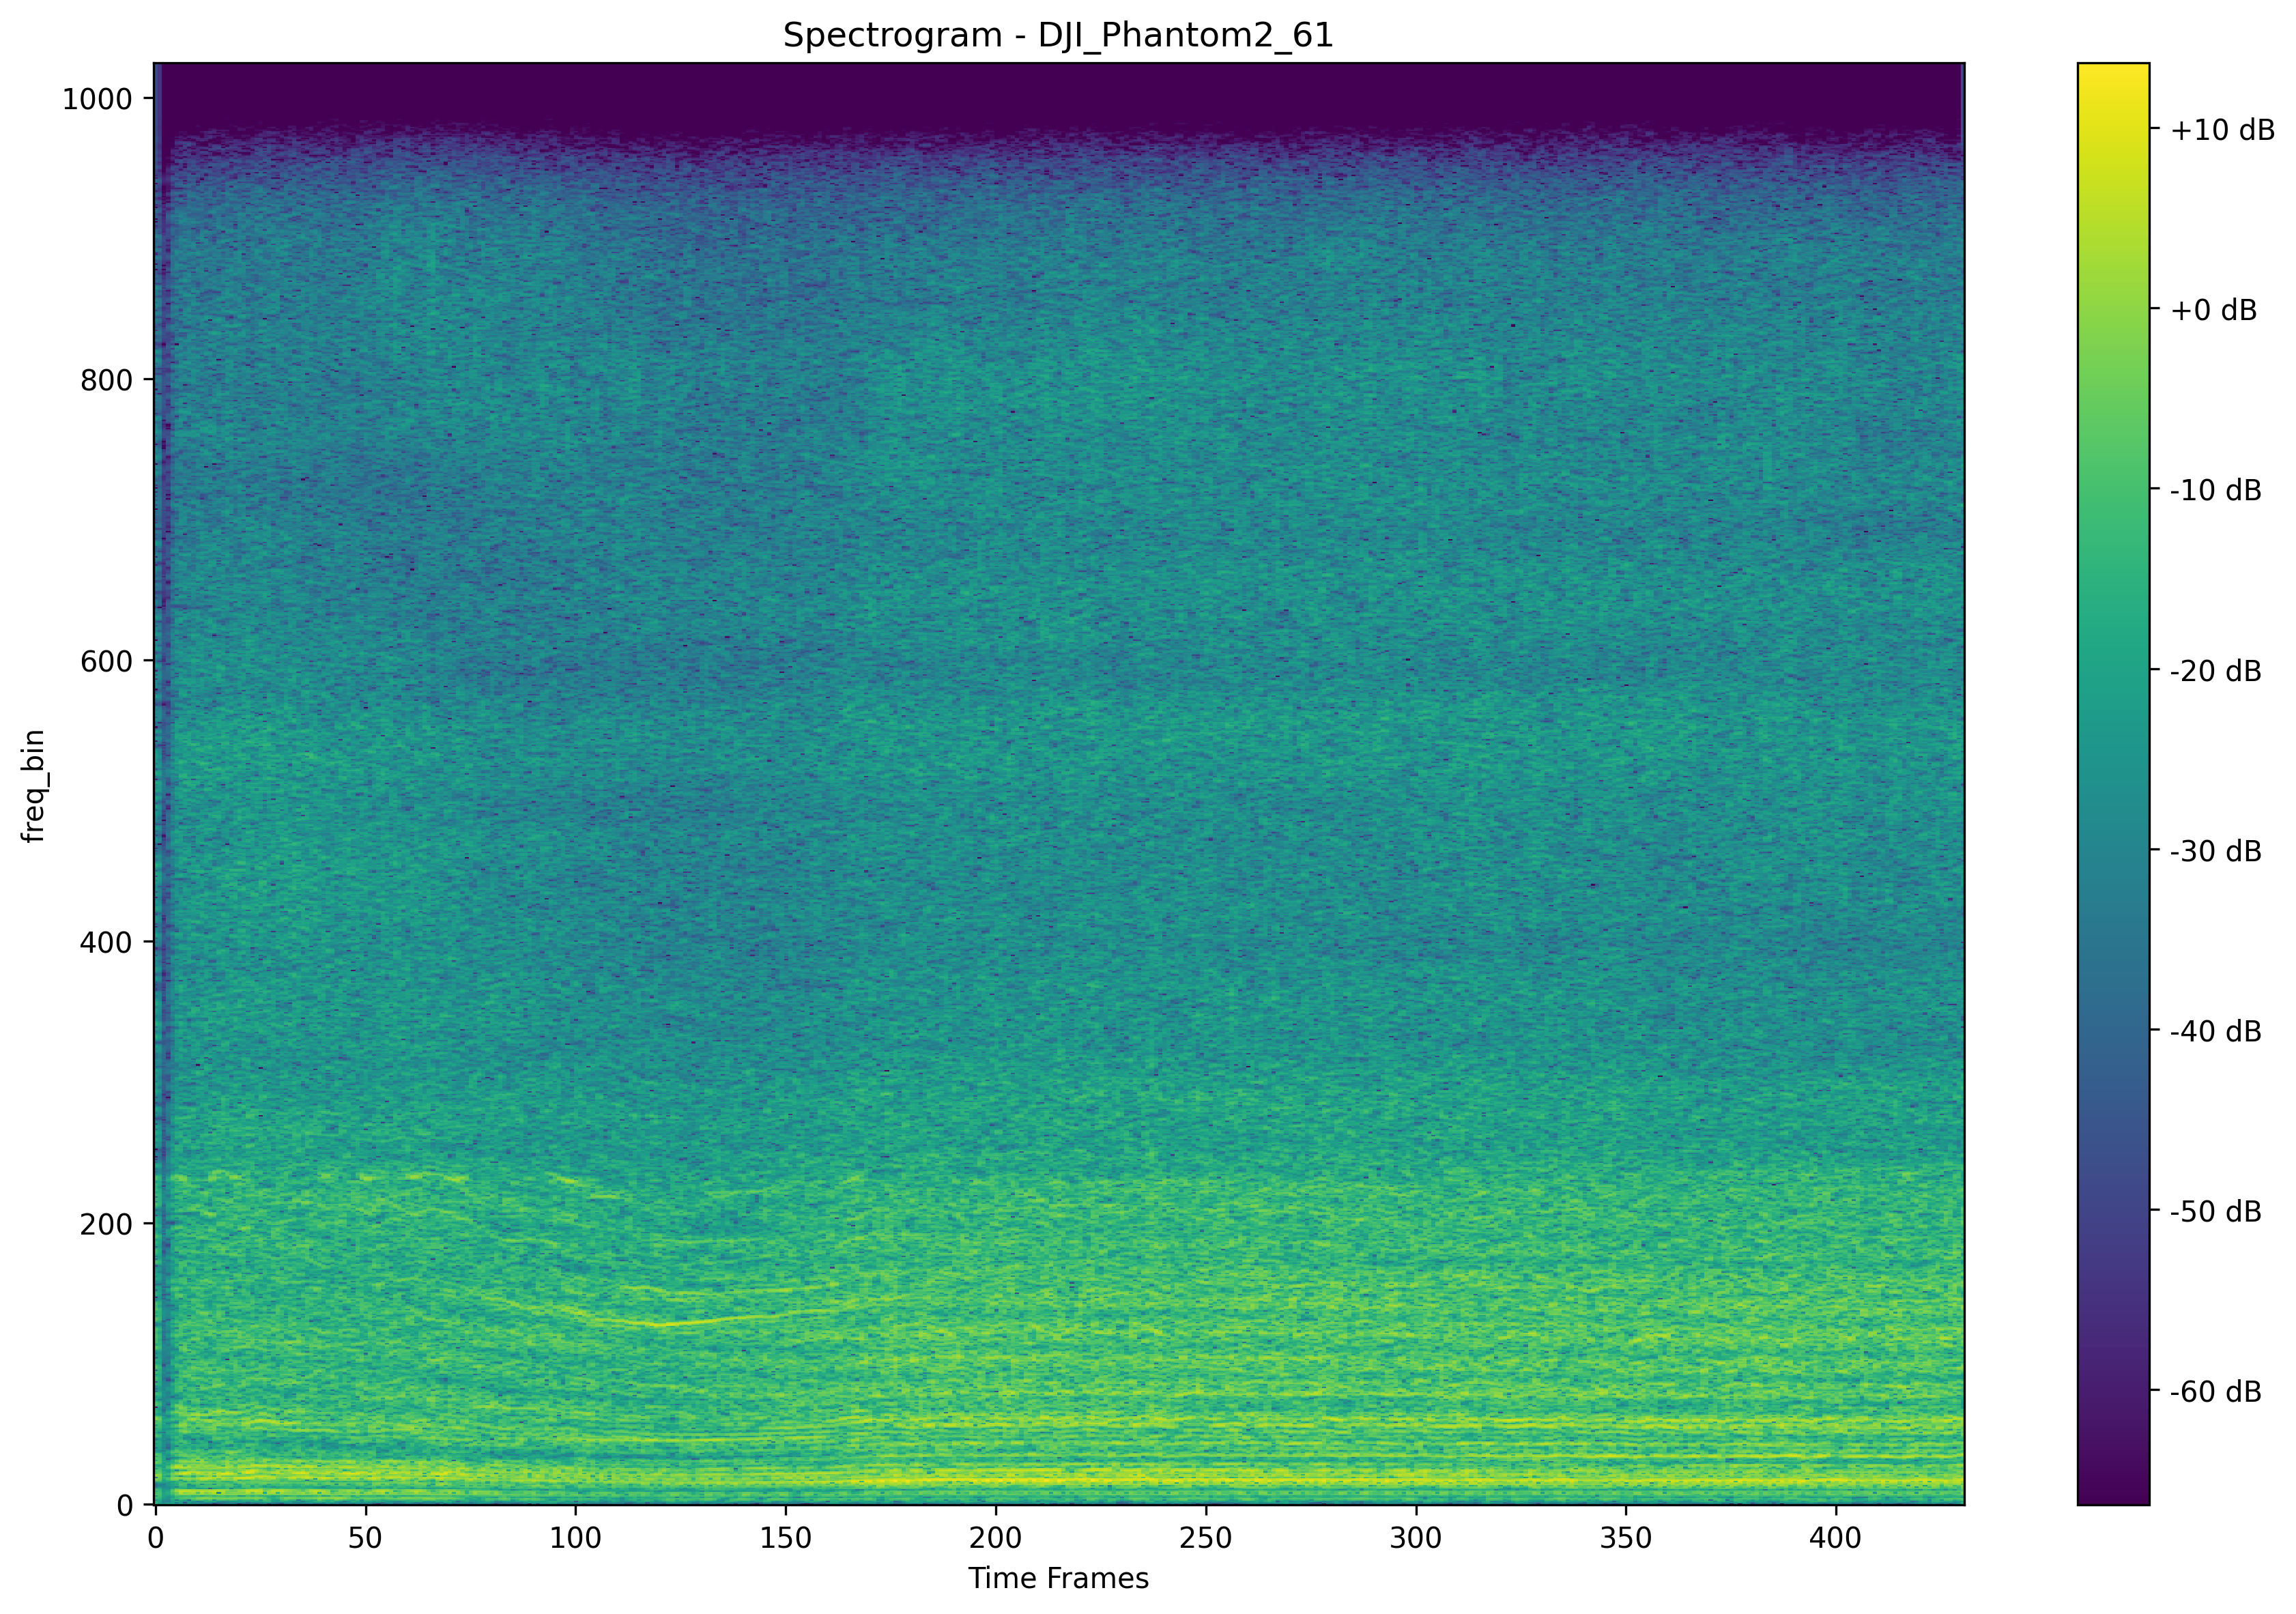 Spectrogram - DJI_Phantom2_61
1000
800
600
400
200
0
freq_bin
0 50 100 150 200 250 300 350 400
Time Frames
+10 dB
+0 dB
-10 dB
-20 dB
-30 dB
-40 dB
-50 dB
-60 dB